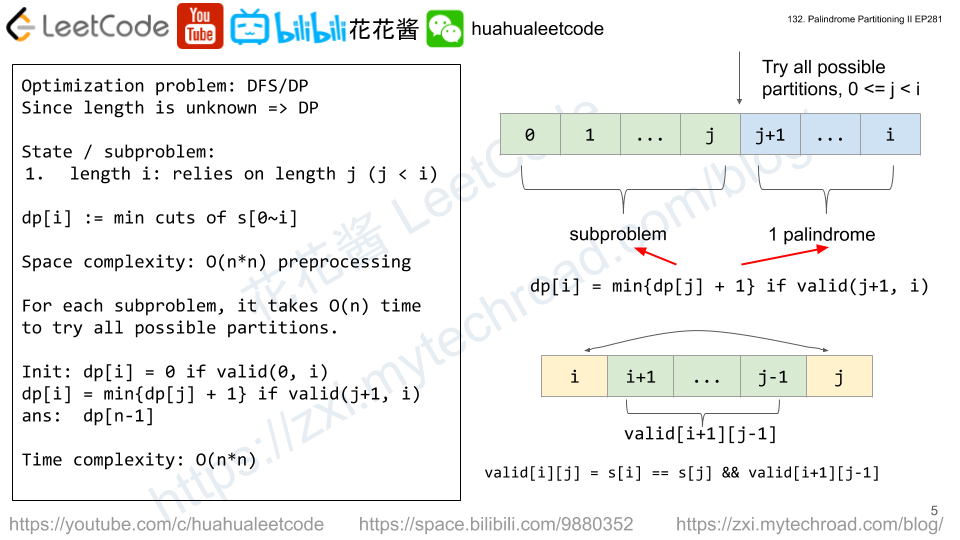 LeetCode
You
Tube
bilibili
花花酱
huahualeetcode
132. Palindrome Partitioning II EP281
Optimization problem: DFS/DP
Since length is unknown => DP
State / subproblem:
1. length i: relies on length j (j < i)
dp[i] := min cuts of s[0~i]
Space complexity: O(n*n) preprocessing
For each subproblem, it takes O(n) time
to try all possible partitions.
Init: dp[i] = 0 if valid(0, i)
dp[i] = min{dp[j] + 1} if valid(j+1, i)
ans: dp[n-1]
Time complexity: O(n*n)
Try all possible
partitions, 0 <= j < i
0 1 ... j j+1 ... i
subproblem 1 palindrome
dp[i] = min{dp[j] + 1} if valid(j+1, i)
i i+1 ... j-1 j
valid[i+1][j-1]
valid[i][j] = s[i] == s[j] && valid[i+1][j-1]
花花酱 LeetCode
https://zxi.mytechroad.com/blog/
5
https://youtube.com/c/huahualeetcode https://space.bilibili.com/9880352 https://zxi.mytechroad.com/blog/